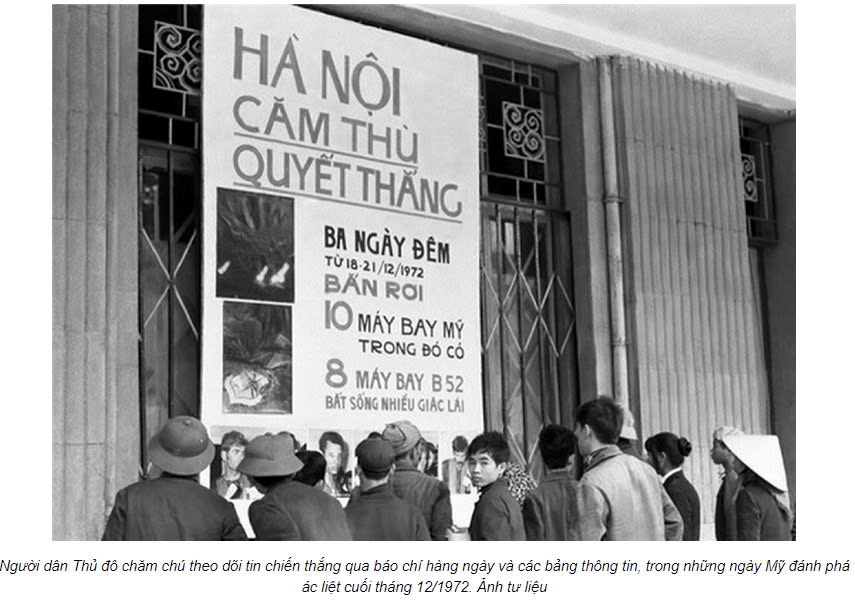 HÀ NỘI
CĂM THÙ
QUYẾT THẮNG
BA NGÀY ĐÊM
TỪ 18-21/12/1972
BẮN RƠI
10 MÁY BAY MỸ
TRONG ĐÓ CÓ
8 MÁY BAY B52
BẮT SỐNG NHIỀU GIẶC LÁI
Người dân Thủ đô chăm chú theo dõi tin chiến thắng qua báo chí hàng ngày và các bảng thông tin, trong những ngày Mỹ đánh phá
ác liệt cuối tháng 12/1972. Ảnh tư liệu